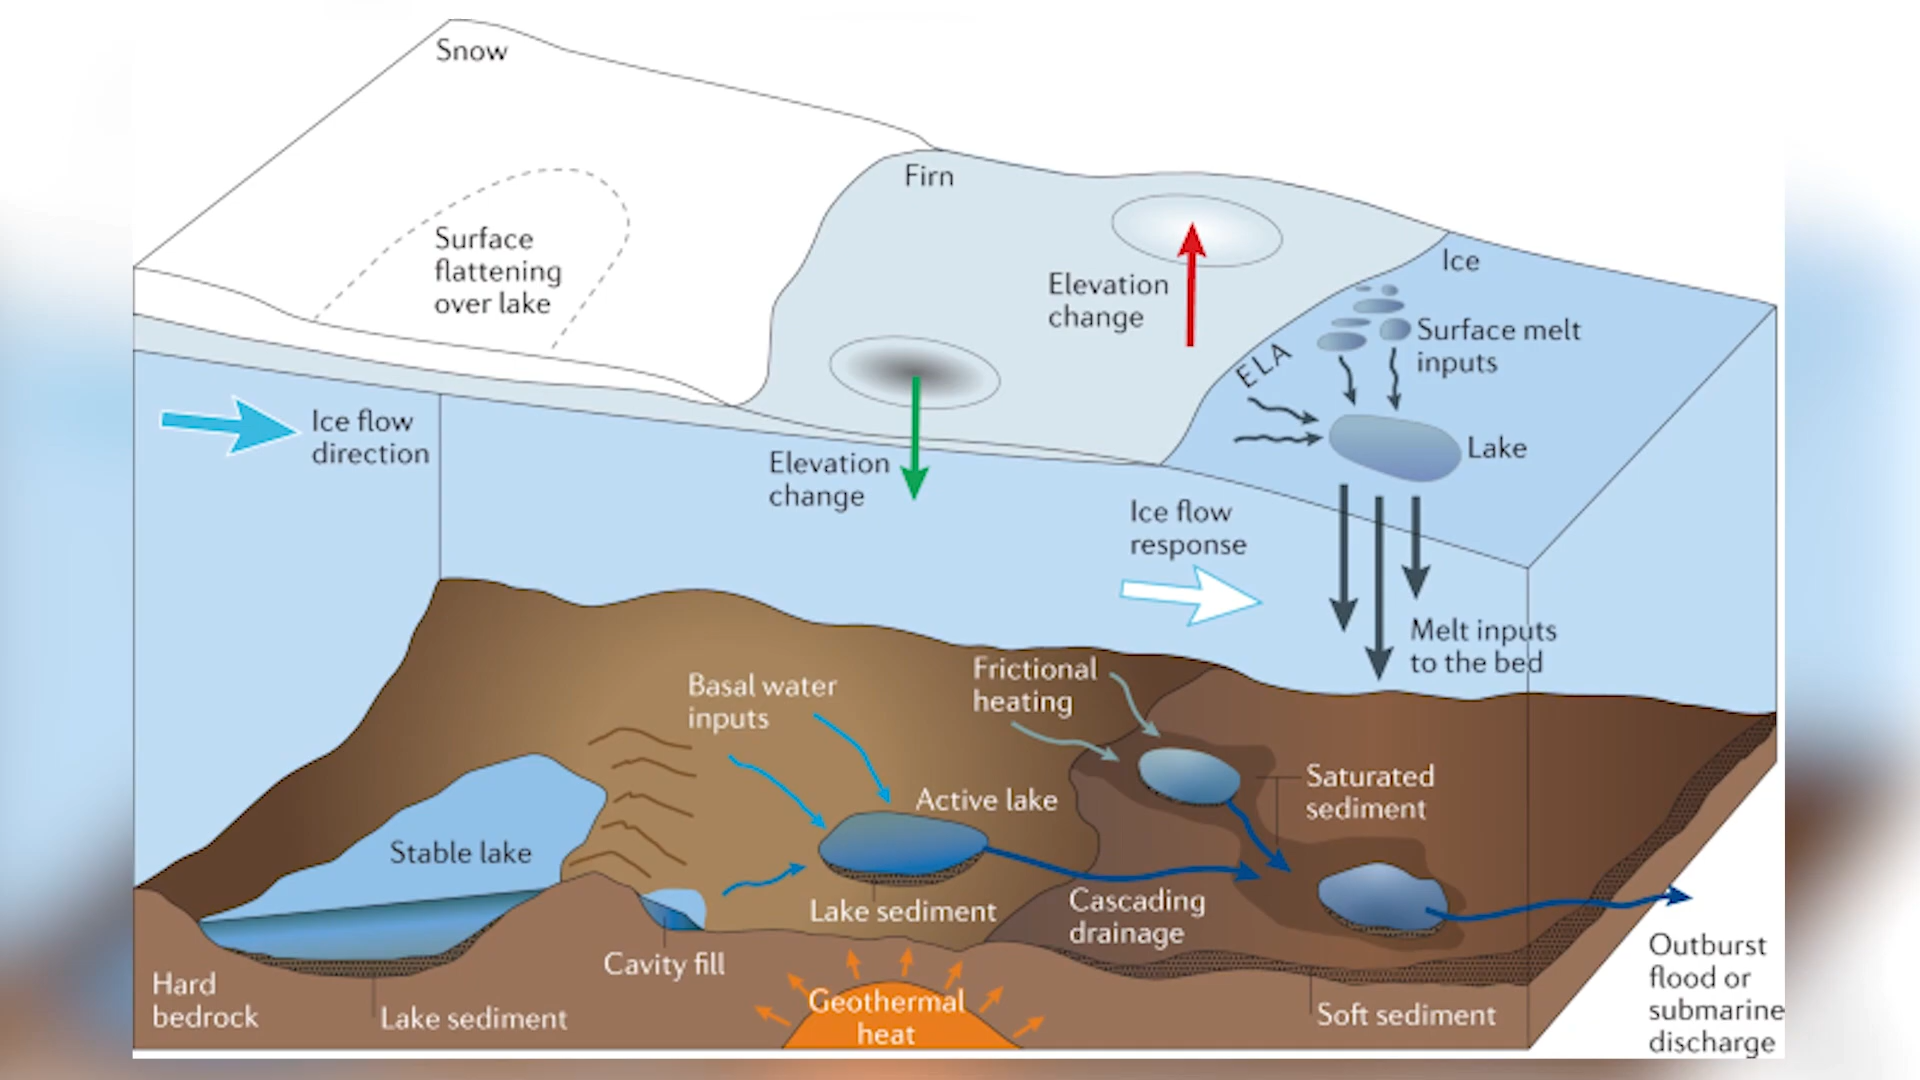 Snow
Firn
Surface
flattening
over lake
Elevation
change
Ice
Surface melt
inputs
ELA
Lake
Ice flow
direction
Elevation
change
Ice flow
response
Melt inputs
to the bed
Frictional
heating
Basal water
inputs
Active lake
Saturated
sediment
Stable lake
Lake sediment
Cascading
drainage
Cavity fill
Hard
bedrock
Lake sediment
Geothermal
heat
Soft sediment
Outburst
flood or
submarine
discharge